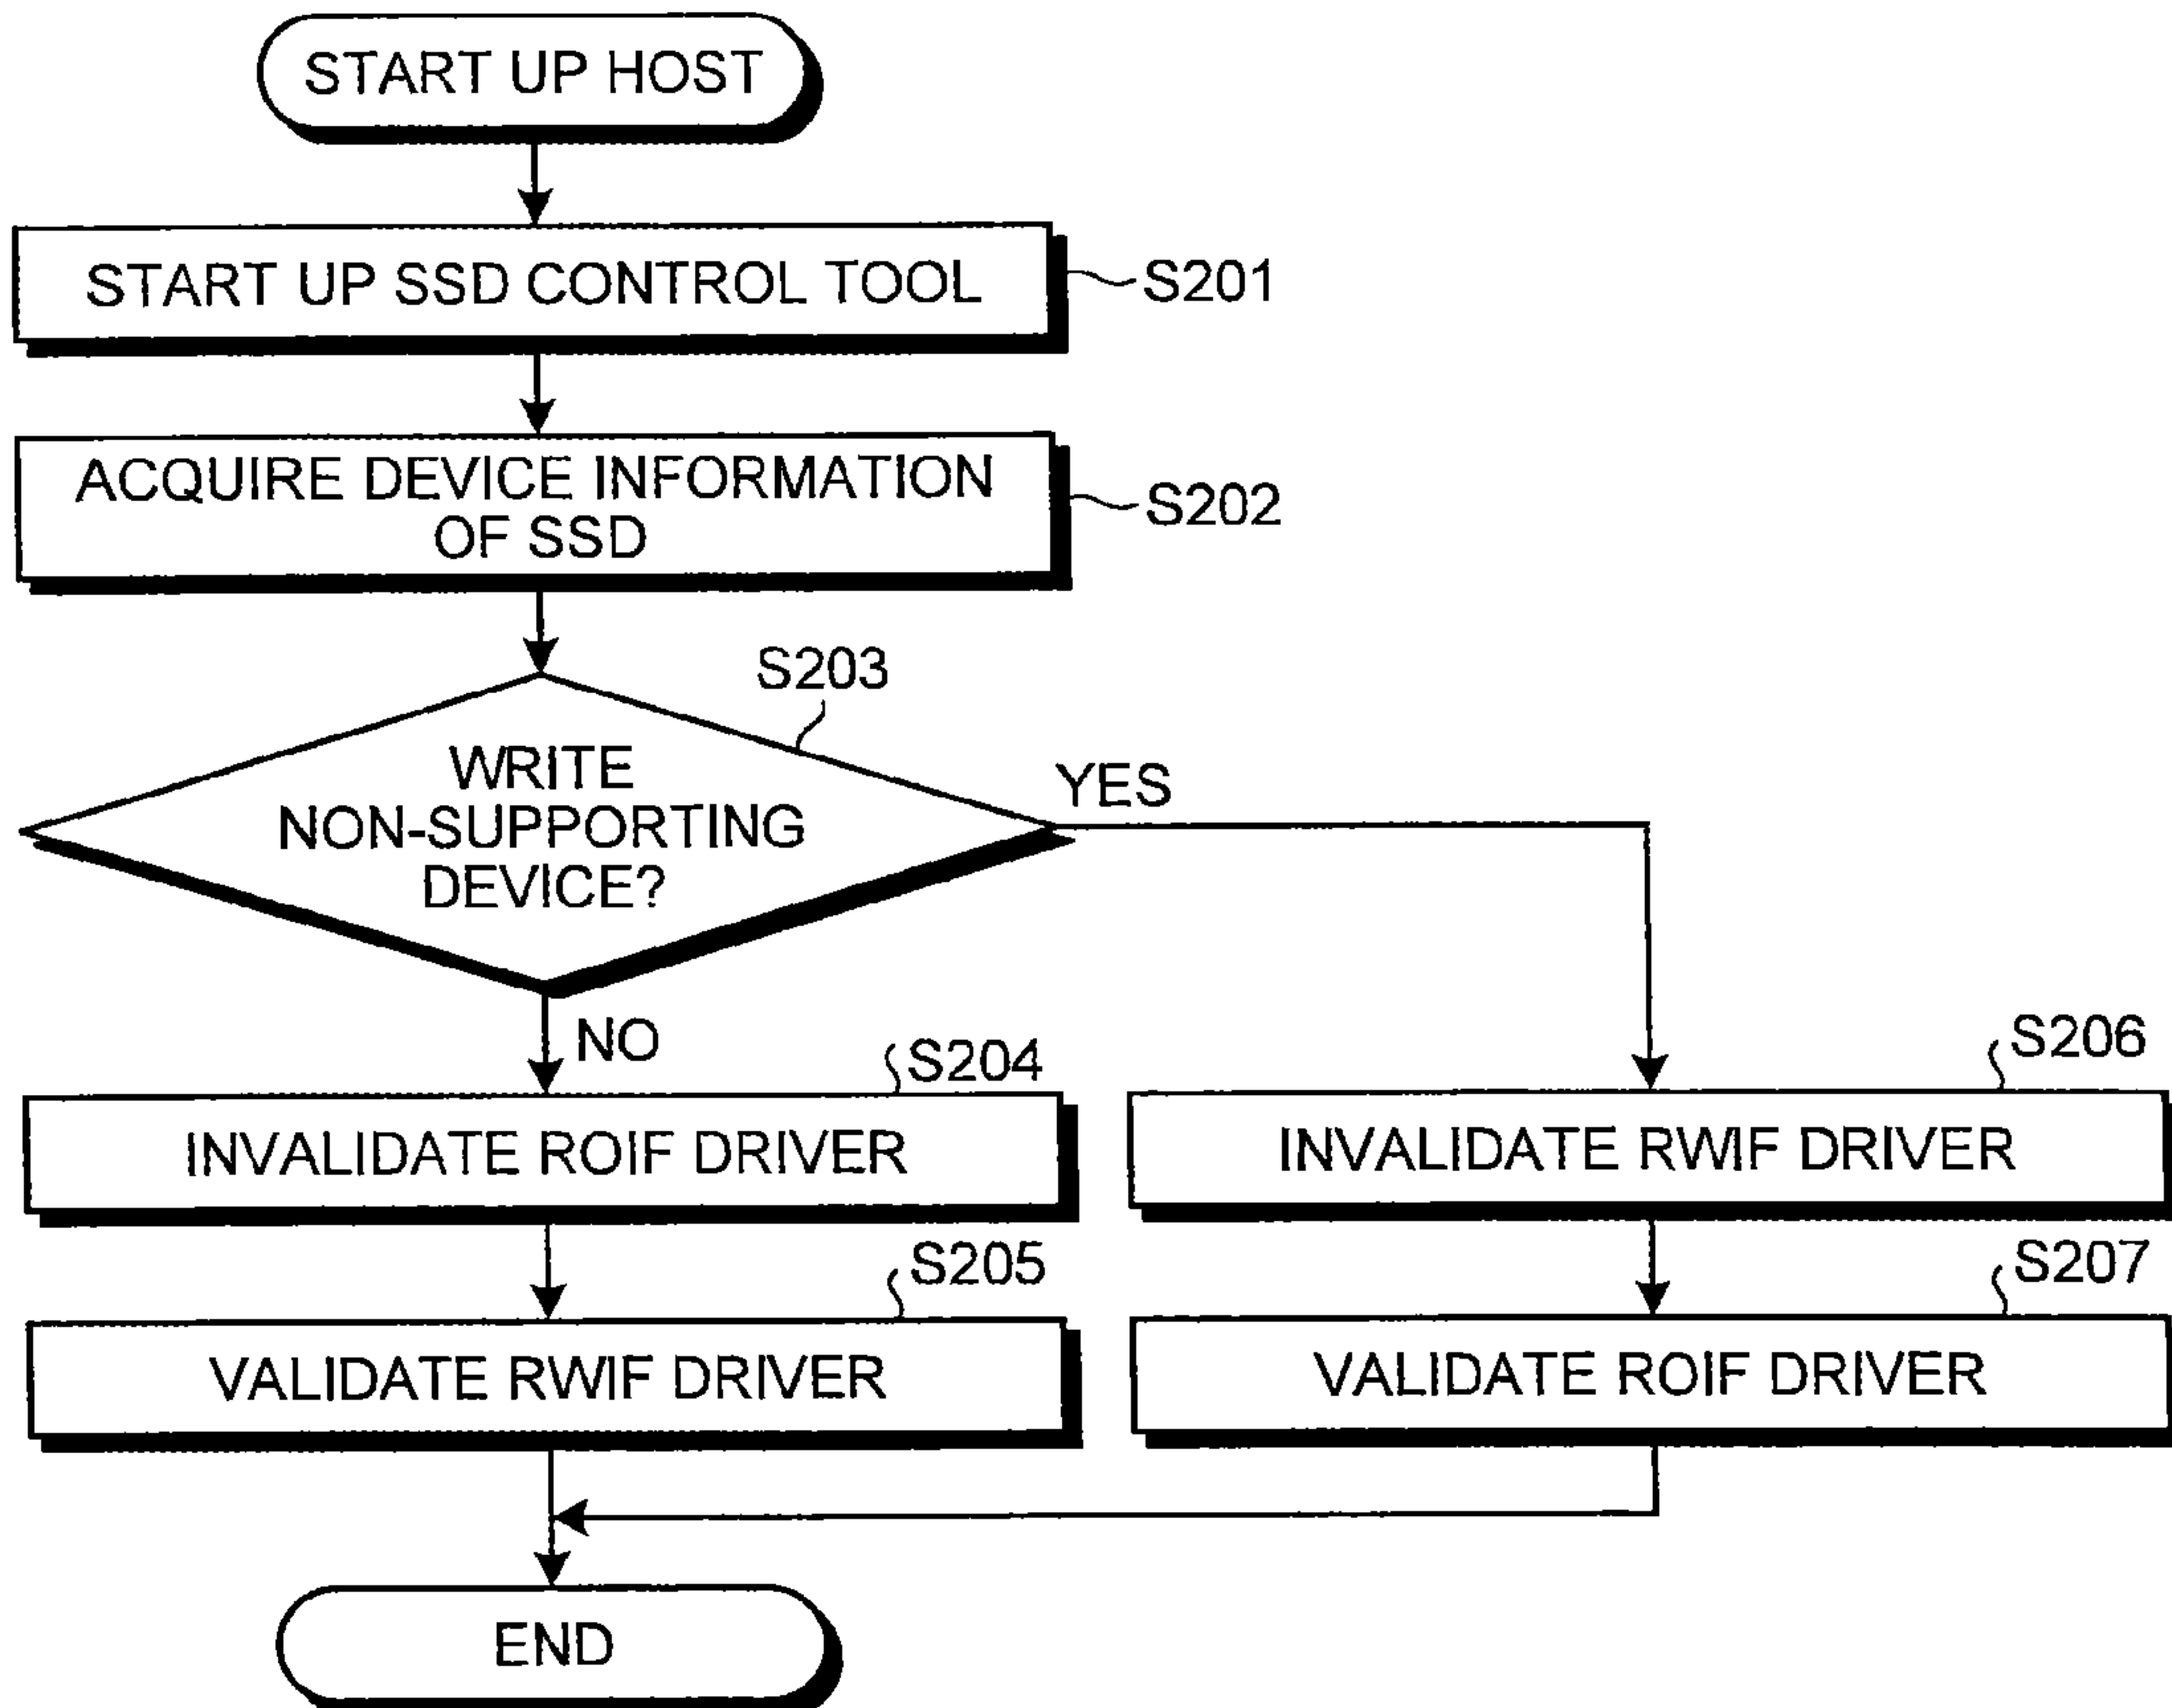 START UP HOST
START UP SSD CONTROL TOOL
S201
ACQUIRE DEVICE INFORMATION
OF SSD
S202
S203
WRITE
NON-SUPPORTING
DEVICE?
YES
NO
S204
INVALIDATE ROIF DRIVER
S206
INVALIDATE RWIF DRIVER
S205
VALIDATE RWIF DRIVER
S207
VALIDATE ROIF DRIVER
END